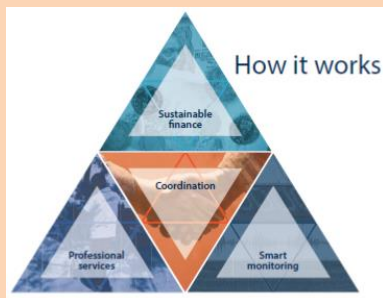 How it works
Sustainable
finance
Coordination
Professional
services
Smart
monitoring